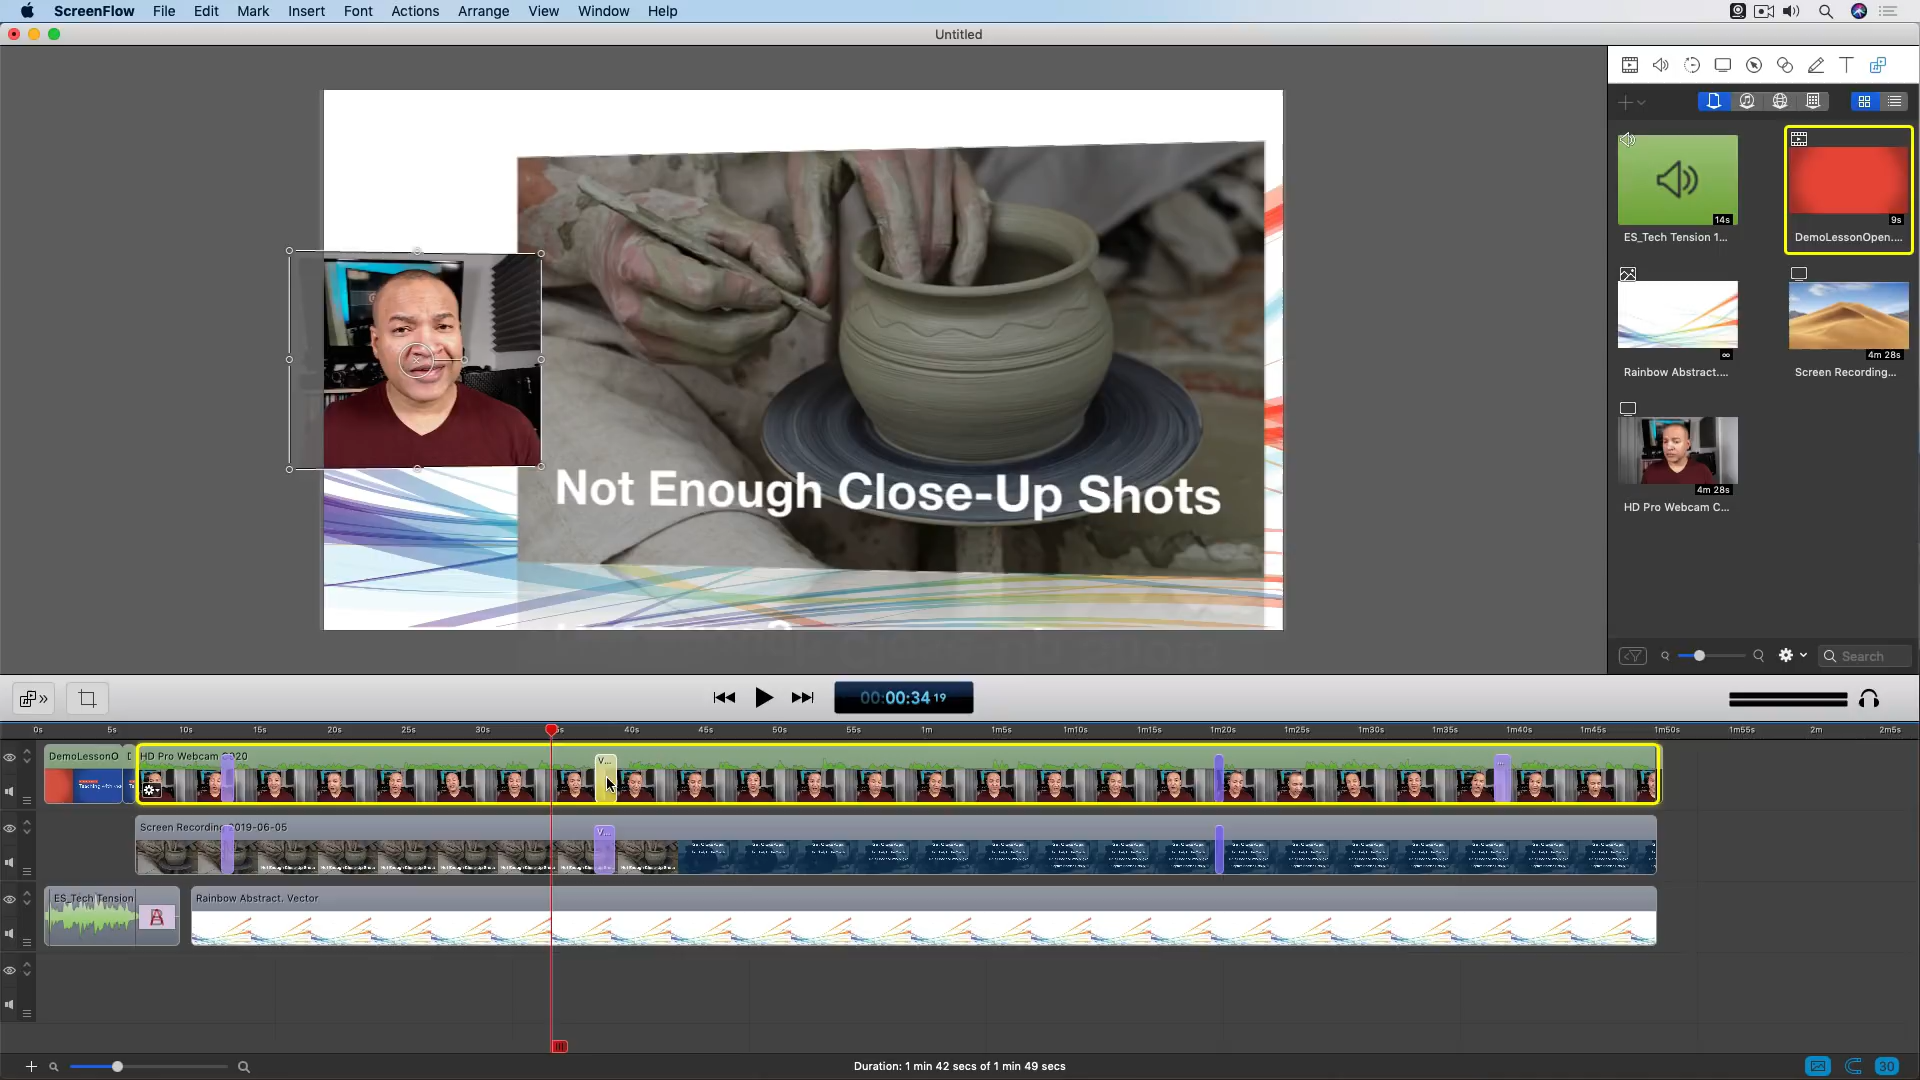 ScreenFlow File Edit Mark Insert Font Actions Arrange View Window Help
Untitled
14s
ES_Tech Tension 1...
9s
DemoLessonOpen....
Rainbow Abstract....
4m 28s
Screen Recording...
4m 28s
HD Pro Webcam C...
Not Enough Close-Up Shots
Search
00:00:34 19
0s 5s 10s 15s 20s 25s 30s 40s 45s 50s 55s 1m 1m5s 1m10s 1m15s 1m20s 1m25s 1m30s 1m35s 1m40s 1m45s 1m50s 1m55s 2m 2m5s
DemoLessonO
HD Pro Webcam C920
V...
Screen Recording 2019-06-05
V...
ES_Tech Tension
Rainbow Abstract. Vector
Duration: 1 min 42 secs of 1 min 49 secs
30